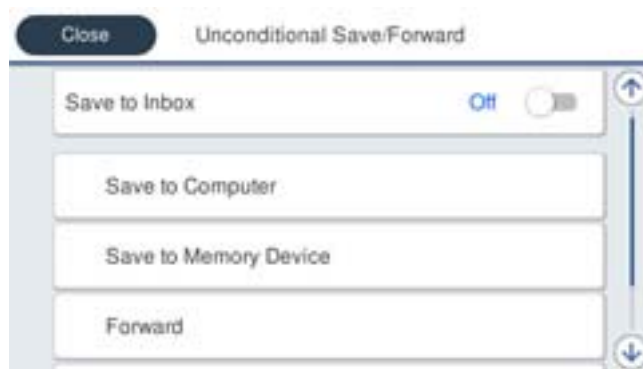 Close Unconditional Save/Forward
Save to Inbox Off
Save to Computer
Save to Memory Device
Forward